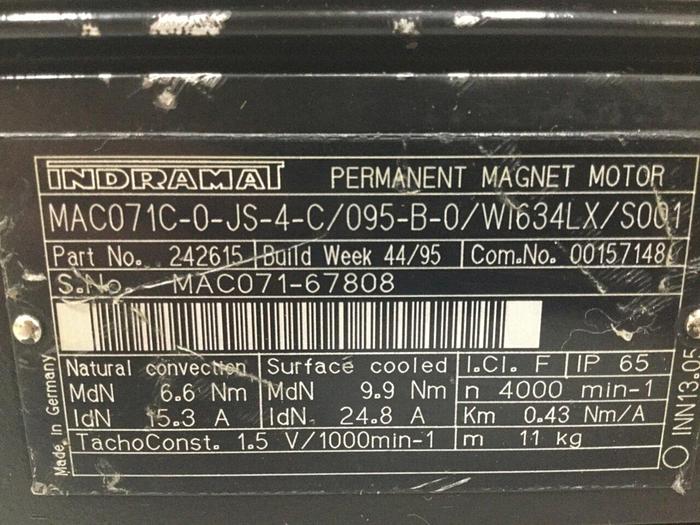 INDRAMAT PERMANENT MAGNET MOTOR
MAC071C-0-JS-4-C/095-B-0/WI634LX/S001
Part No. 242615 Build Week 44/95 Com.No. 00157148
S.No. MAC071-67808
Natural convection Surface cooled I.Cl. F IP 65
MdN 6.6 Nm MdN 9.9 Nm n 4000 min-1
IdN 15.3 A IdN 24.8 A Km 0.43 Nm/A
TachoConst. 1.5 V/1000min-1 m 11 kg
Made in Germany
INN13.05